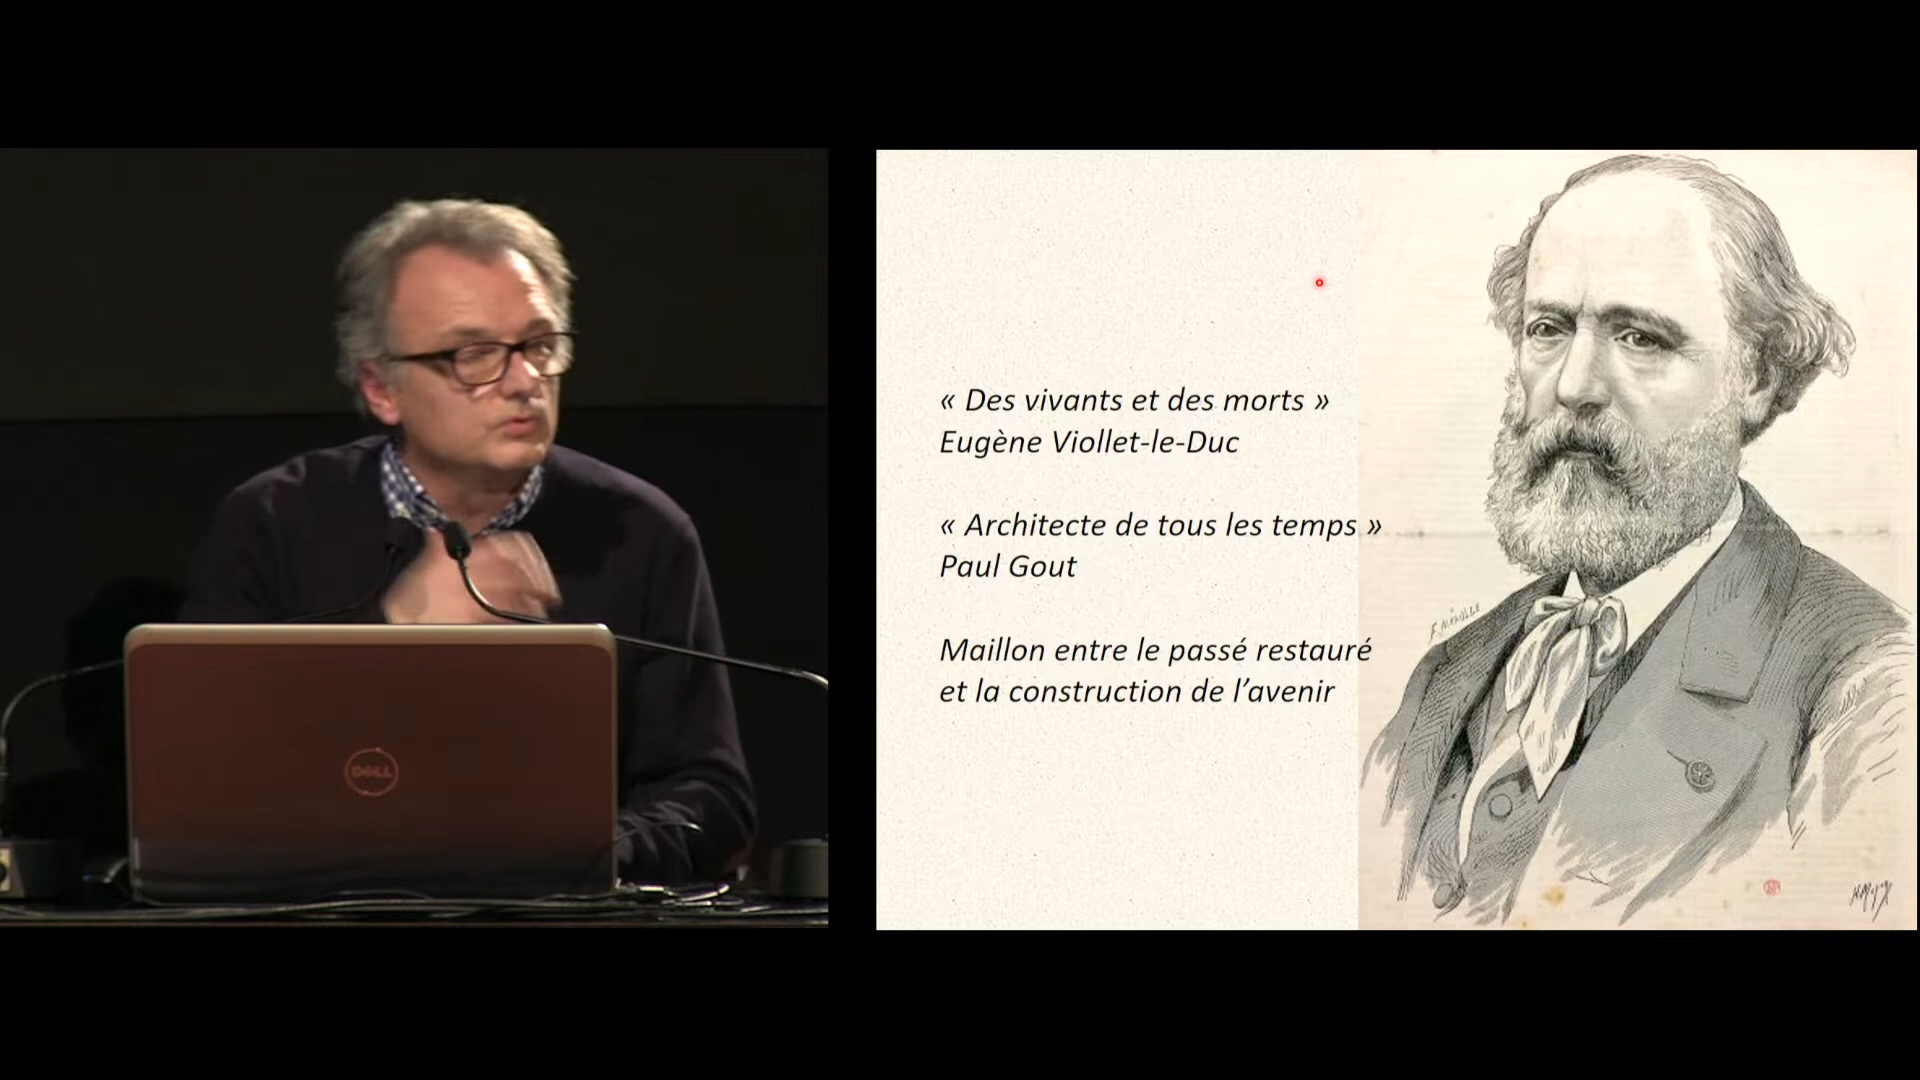 « Des vivants et des morts »
Eugène Viollet-le-Duc
« Architecte de tous les temps »
Paul Gout
Maillon entre le passé restauré
et la construction de l’avenir
DELL